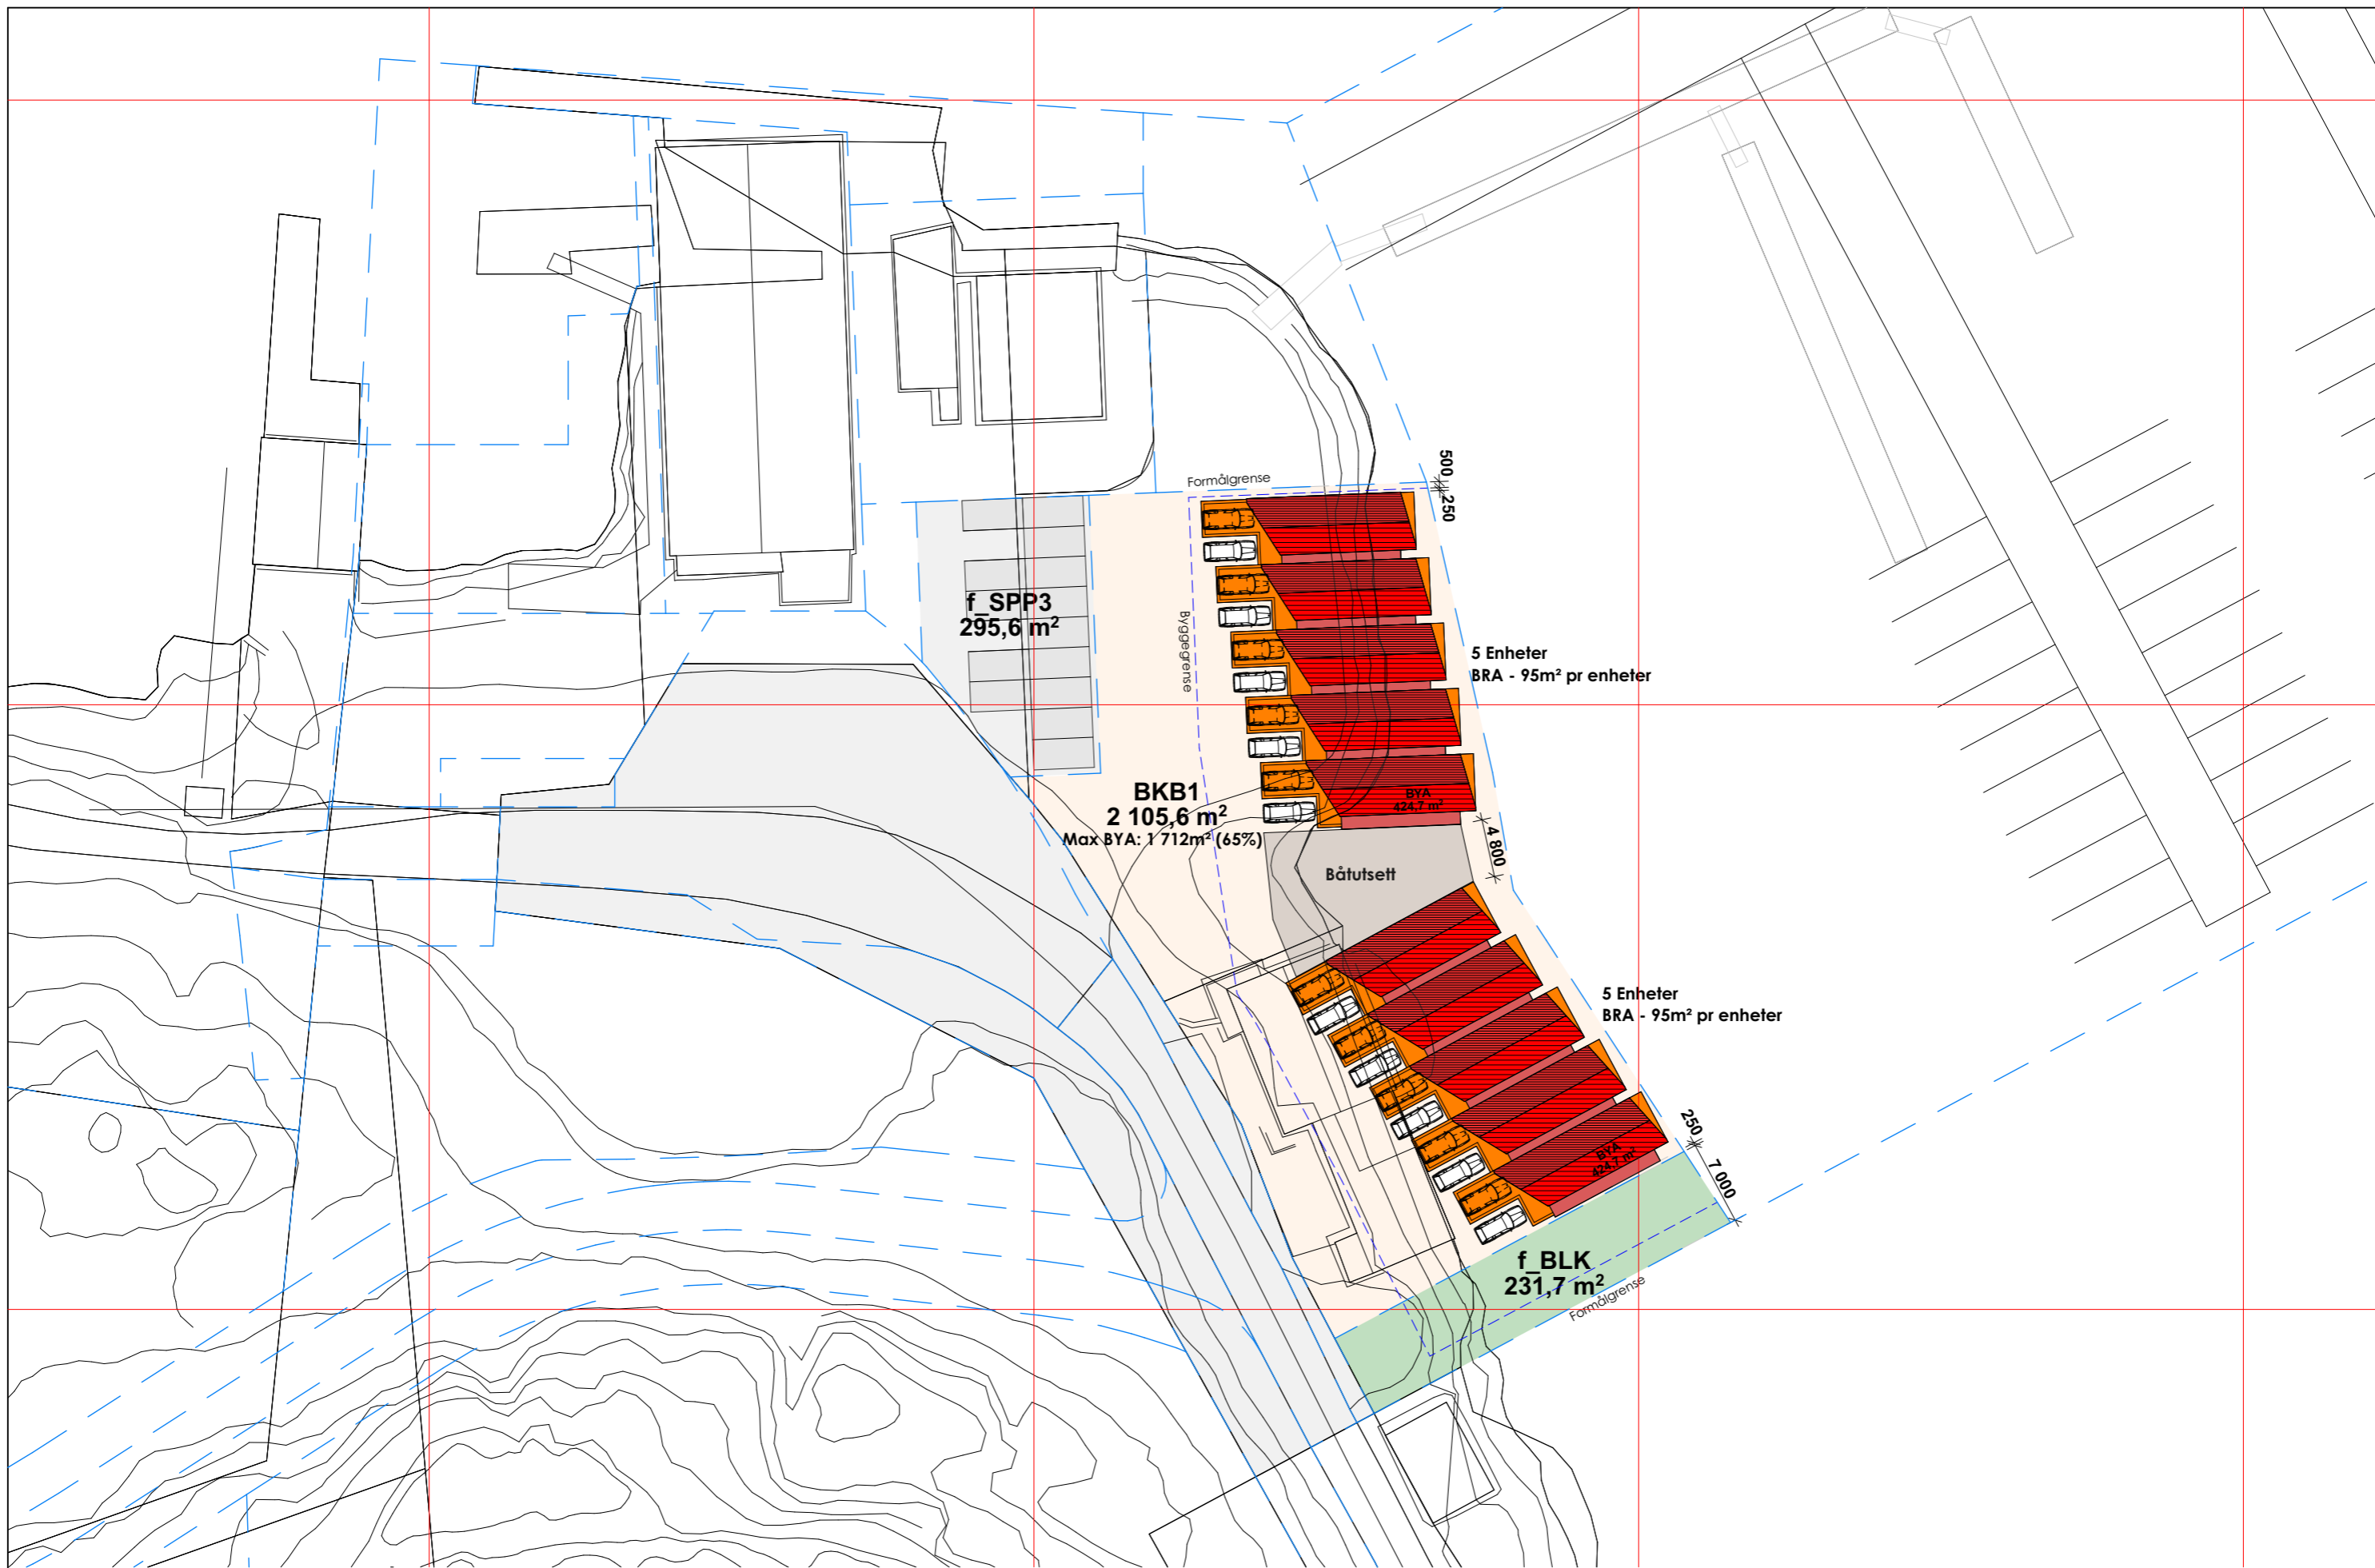 Formålgrense
500
250
f_SPP3
295,6 m²
Byggegrense
5 Enheter
BRA - 95m² pr enheter
BKB1
2 105,6 m²
Max BYA: 1 712m² (65%)
BYA
424,7 m²
4 800
Båtutsett
5 Enheter
BRA - 95m² pr enheter
250
7 000
BYA
424,7 m²
f_BLK
231,7 m²
Formålgrense